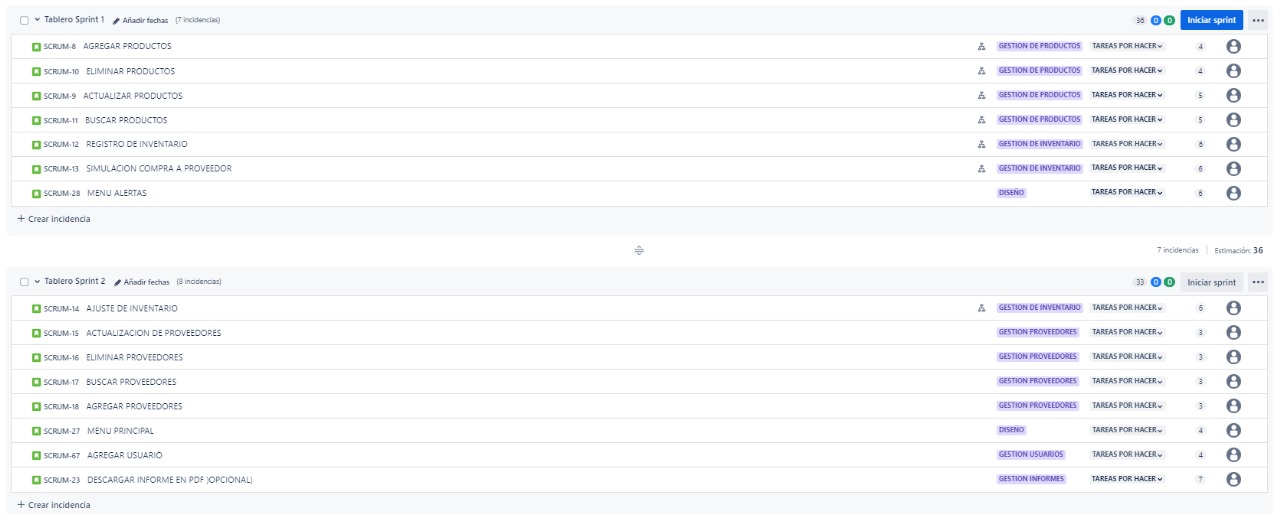 Tablero Sprint 1 Añadir fechas (7 incidencias) 36 0 0 Iniciar sprint
SCRUM-8 AGREGAR PRODUCTOS GESTION DE PRODUCTOS TAREAS POR HACER 4
SCRUM-10 ELIMINAR PRODUCTOS GESTION DE PRODUCTOS TAREAS POR HACER 4
SCRUM-9 ACTUALIZAR PRODUCTOS GESTION DE PRODUCTOS TAREAS POR HACER 5
SCRUM-11 BUSCAR PRODUCTOS GESTION DE PRODUCTOS TAREAS POR HACER 5
SCRUM-12 REGISTRO DE INVENTARIO GESTION DE INVENTARIO TAREAS POR HACER 6
SCRUM-13 SIMULACION COMPRA A PROVEEDOR GESTION DE INVENTARIO TAREAS POR HACER 6
SCRUM-28 MENU ALERTAS DISEÑO TAREAS POR HACER 6
+ Crear incidencia
7 incidencias Estimación: 36
Tablero Sprint 2 Añadir fechas (8 incidencias) 33 0 0 Iniciar sprint
SCRUM-14 AJUSTE DE INVENTARIO GESTION DE INVENTARIO TAREAS POR HACER 6
SCRUM-15 ACTUALIZACION DE PROVEEDORES GESTION PROVEEDORES TAREAS POR HACER 3
SCRUM-16 ELIMINAR PROVEEDORES GESTION PROVEEDORES TAREAS POR HACER 3
SCRUM-17 BUSCAR PROVEEDORES GESTION PROVEEDORES TAREAS POR HACER 3
SCRUM-18 AGREGAR PROVEEDORES GESTION PROVEEDORES TAREAS POR HACER 3
SCRUM-27 MENU PRINCIPAL DISEÑO TAREAS POR HACER 4
SCRUM-67 AGREGAR USUARIO GESTION USUARIOS TAREAS POR HACER 4
SCRUM-23 DESCARGAR INFORME EN PDF )OPCIONAL) GESTION INFORMES TAREAS POR HACER 7
+ Crear incidencia